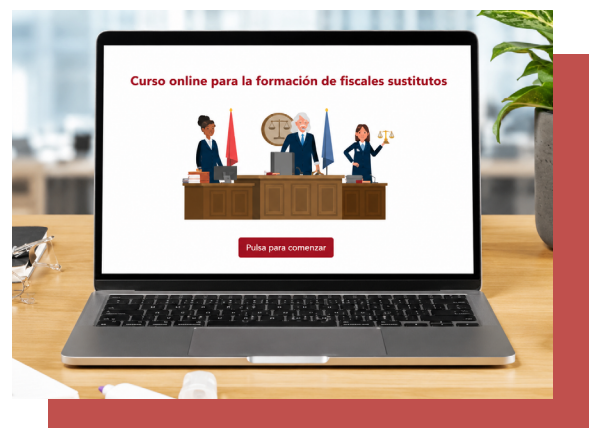 Curso online para la formación de fiscales sustitutos
Pulsa para comenzar